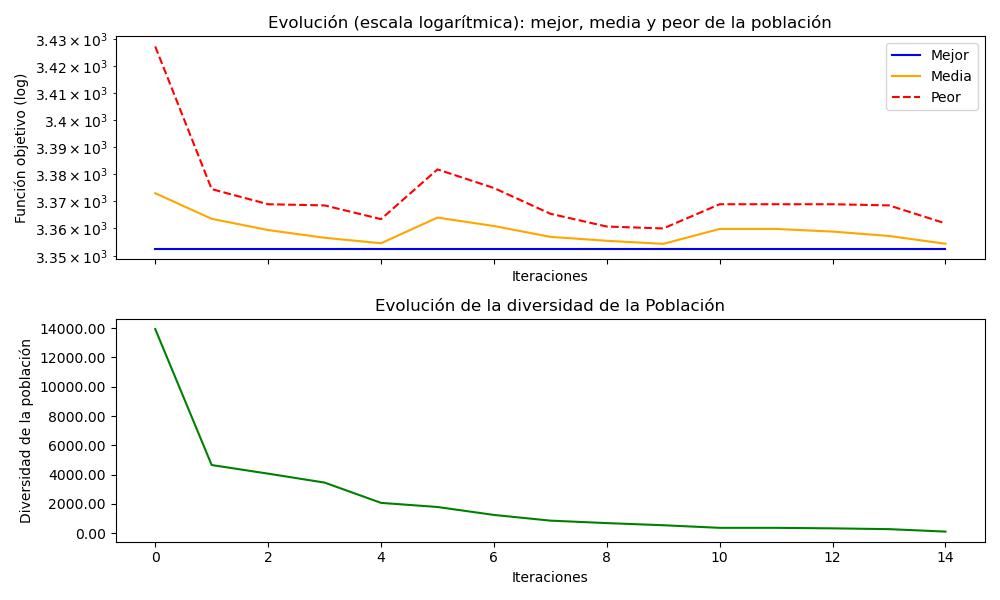 Evolución (escala logarítmica): mejor, media y peor de la población
Función objetivo (log)
3.43 × 10³
3.42 × 10³
3.41 × 10³
3.4 × 10³
3.39 × 10³
3.38 × 10³
3.37 × 10³
3.36 × 10³
3.35 × 10³
Mejor
Media
Peor
Iteraciones
Evolución de la diversidad de la Población
Diversidad de la población
14000.00
12000.00
10000.00
8000.00
6000.00
4000.00
2000.00
0.00
0 2 4 6 8 10 12 14
Iteraciones